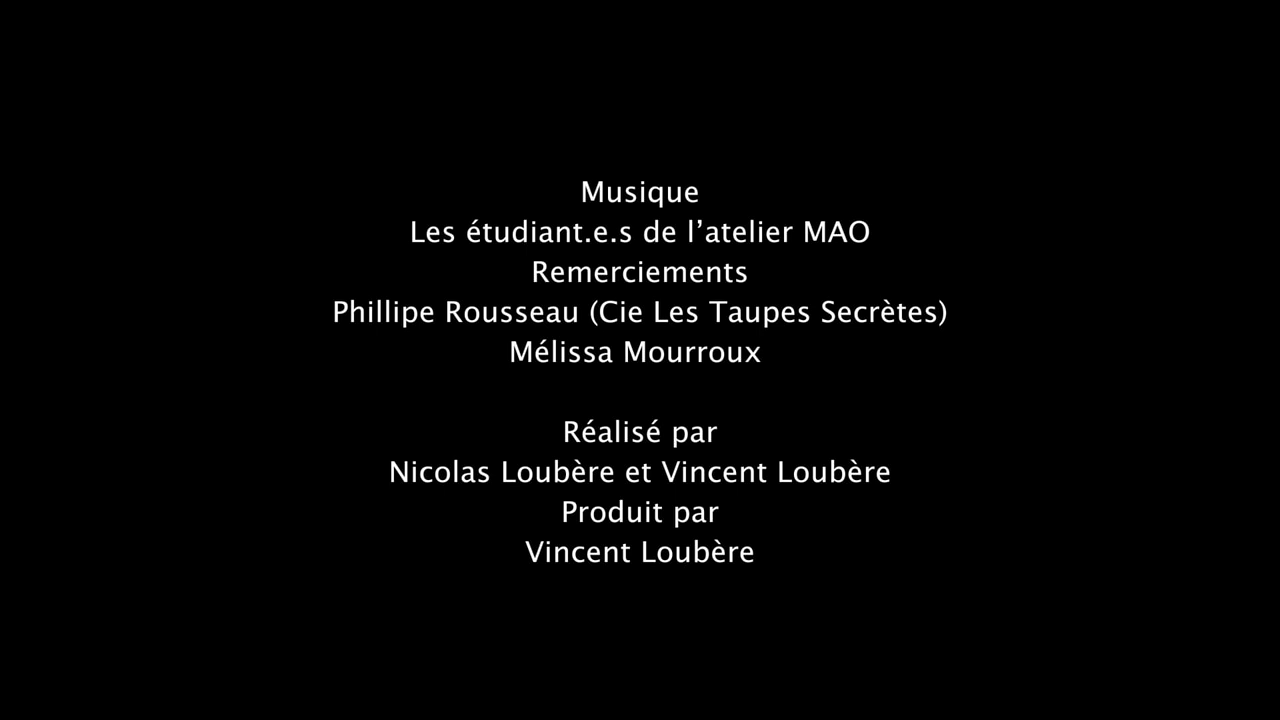 Musique
Les étudiant.e.s de l’atelier MAO
Remerciements
Phillipe Rousseau (Cie Les Taupes Secrètes)
Mélissa Mourroux
Réalisé par
Nicolas Loubère et Vincent Loubère
Produit par
Vincent Loubère